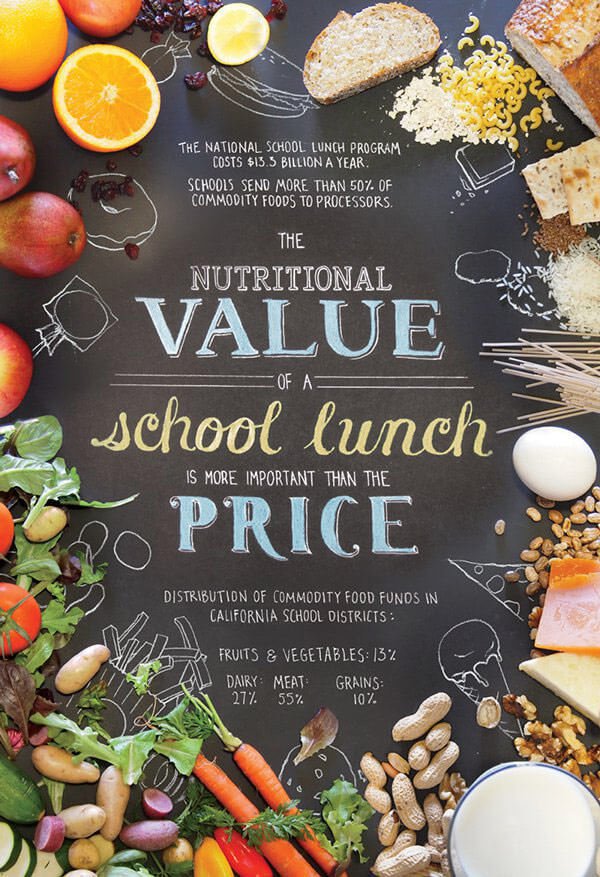 THE NATIONAL SCHOOL LUNCH PROGRAM
COSTS $13.3 BILLION A YEAR.
SCHOOLS SEND MORE THAN 50% OF
COMMODITY FOODS TO PROCESSORS.
THE
NUTRITIONAL
VALUE
OF A
school lunch
IS MORE IMPORTANT THAN THE
PRICE
DISTRIBUTION OF COMMODITY FOOD FUNDS IN
CALIFORNIA SCHOOL DISTRICTS:
FRUITS & VEGETABLES: 13%
DAIRY: MEAT: GRAINS:
27% 55% 10%